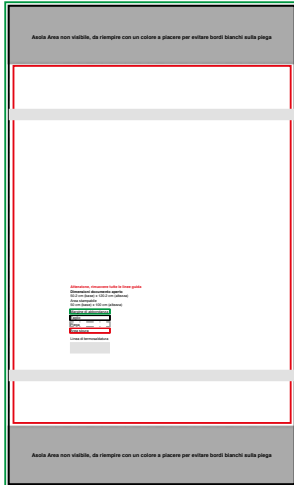 Asola Area non visibile, da riempire con un colore a piacere per evitare bordi bianchi sulla piega
Attenzione, rimuovere tutte le linee guida
Dimensioni documento aperto
50.2 cm (base) x 120.2 cm (altezza)
Area stampabile
50 cm (base) x 100 cm (altezza)
Margine di abbondanza
Taglio
Area sicura
Linea di termosaldatura
Asola Area non visibile, da riempire con un colore a piacere per evitare bordi bianchi sulla piega